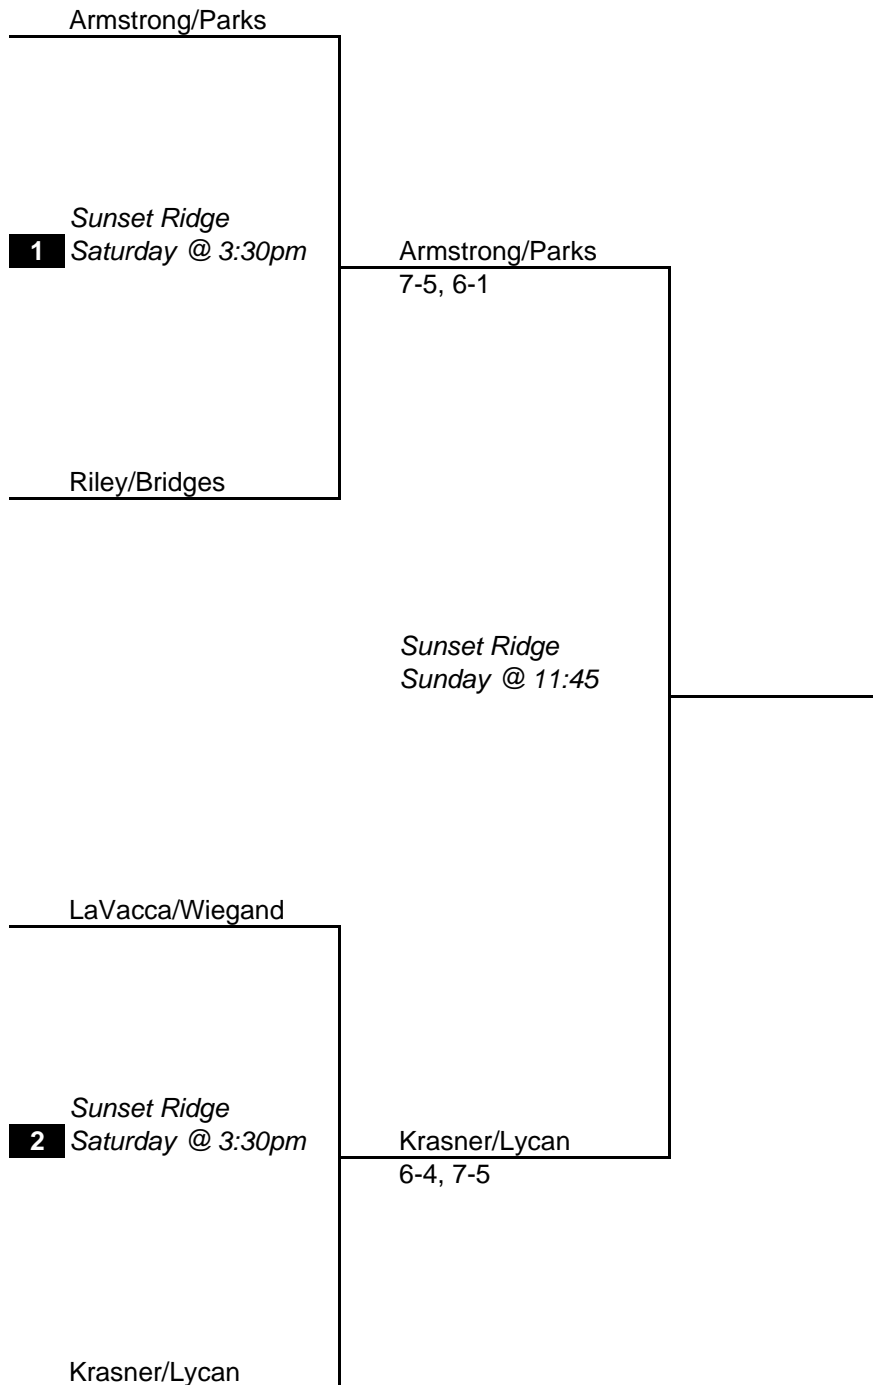 Armstrong/Parks
Sunset Ridge
1 Saturday @ 3:30pm
Armstrong/Parks
7-5, 6-1
Riley/Bridges
Sunset Ridge
Sunday @ 11:45
LaVacca/Wiegand
Sunset Ridge
2 Saturday @ 3:30pm
Krasner/Lycan
6-4, 7-5
Krasner/Lycan